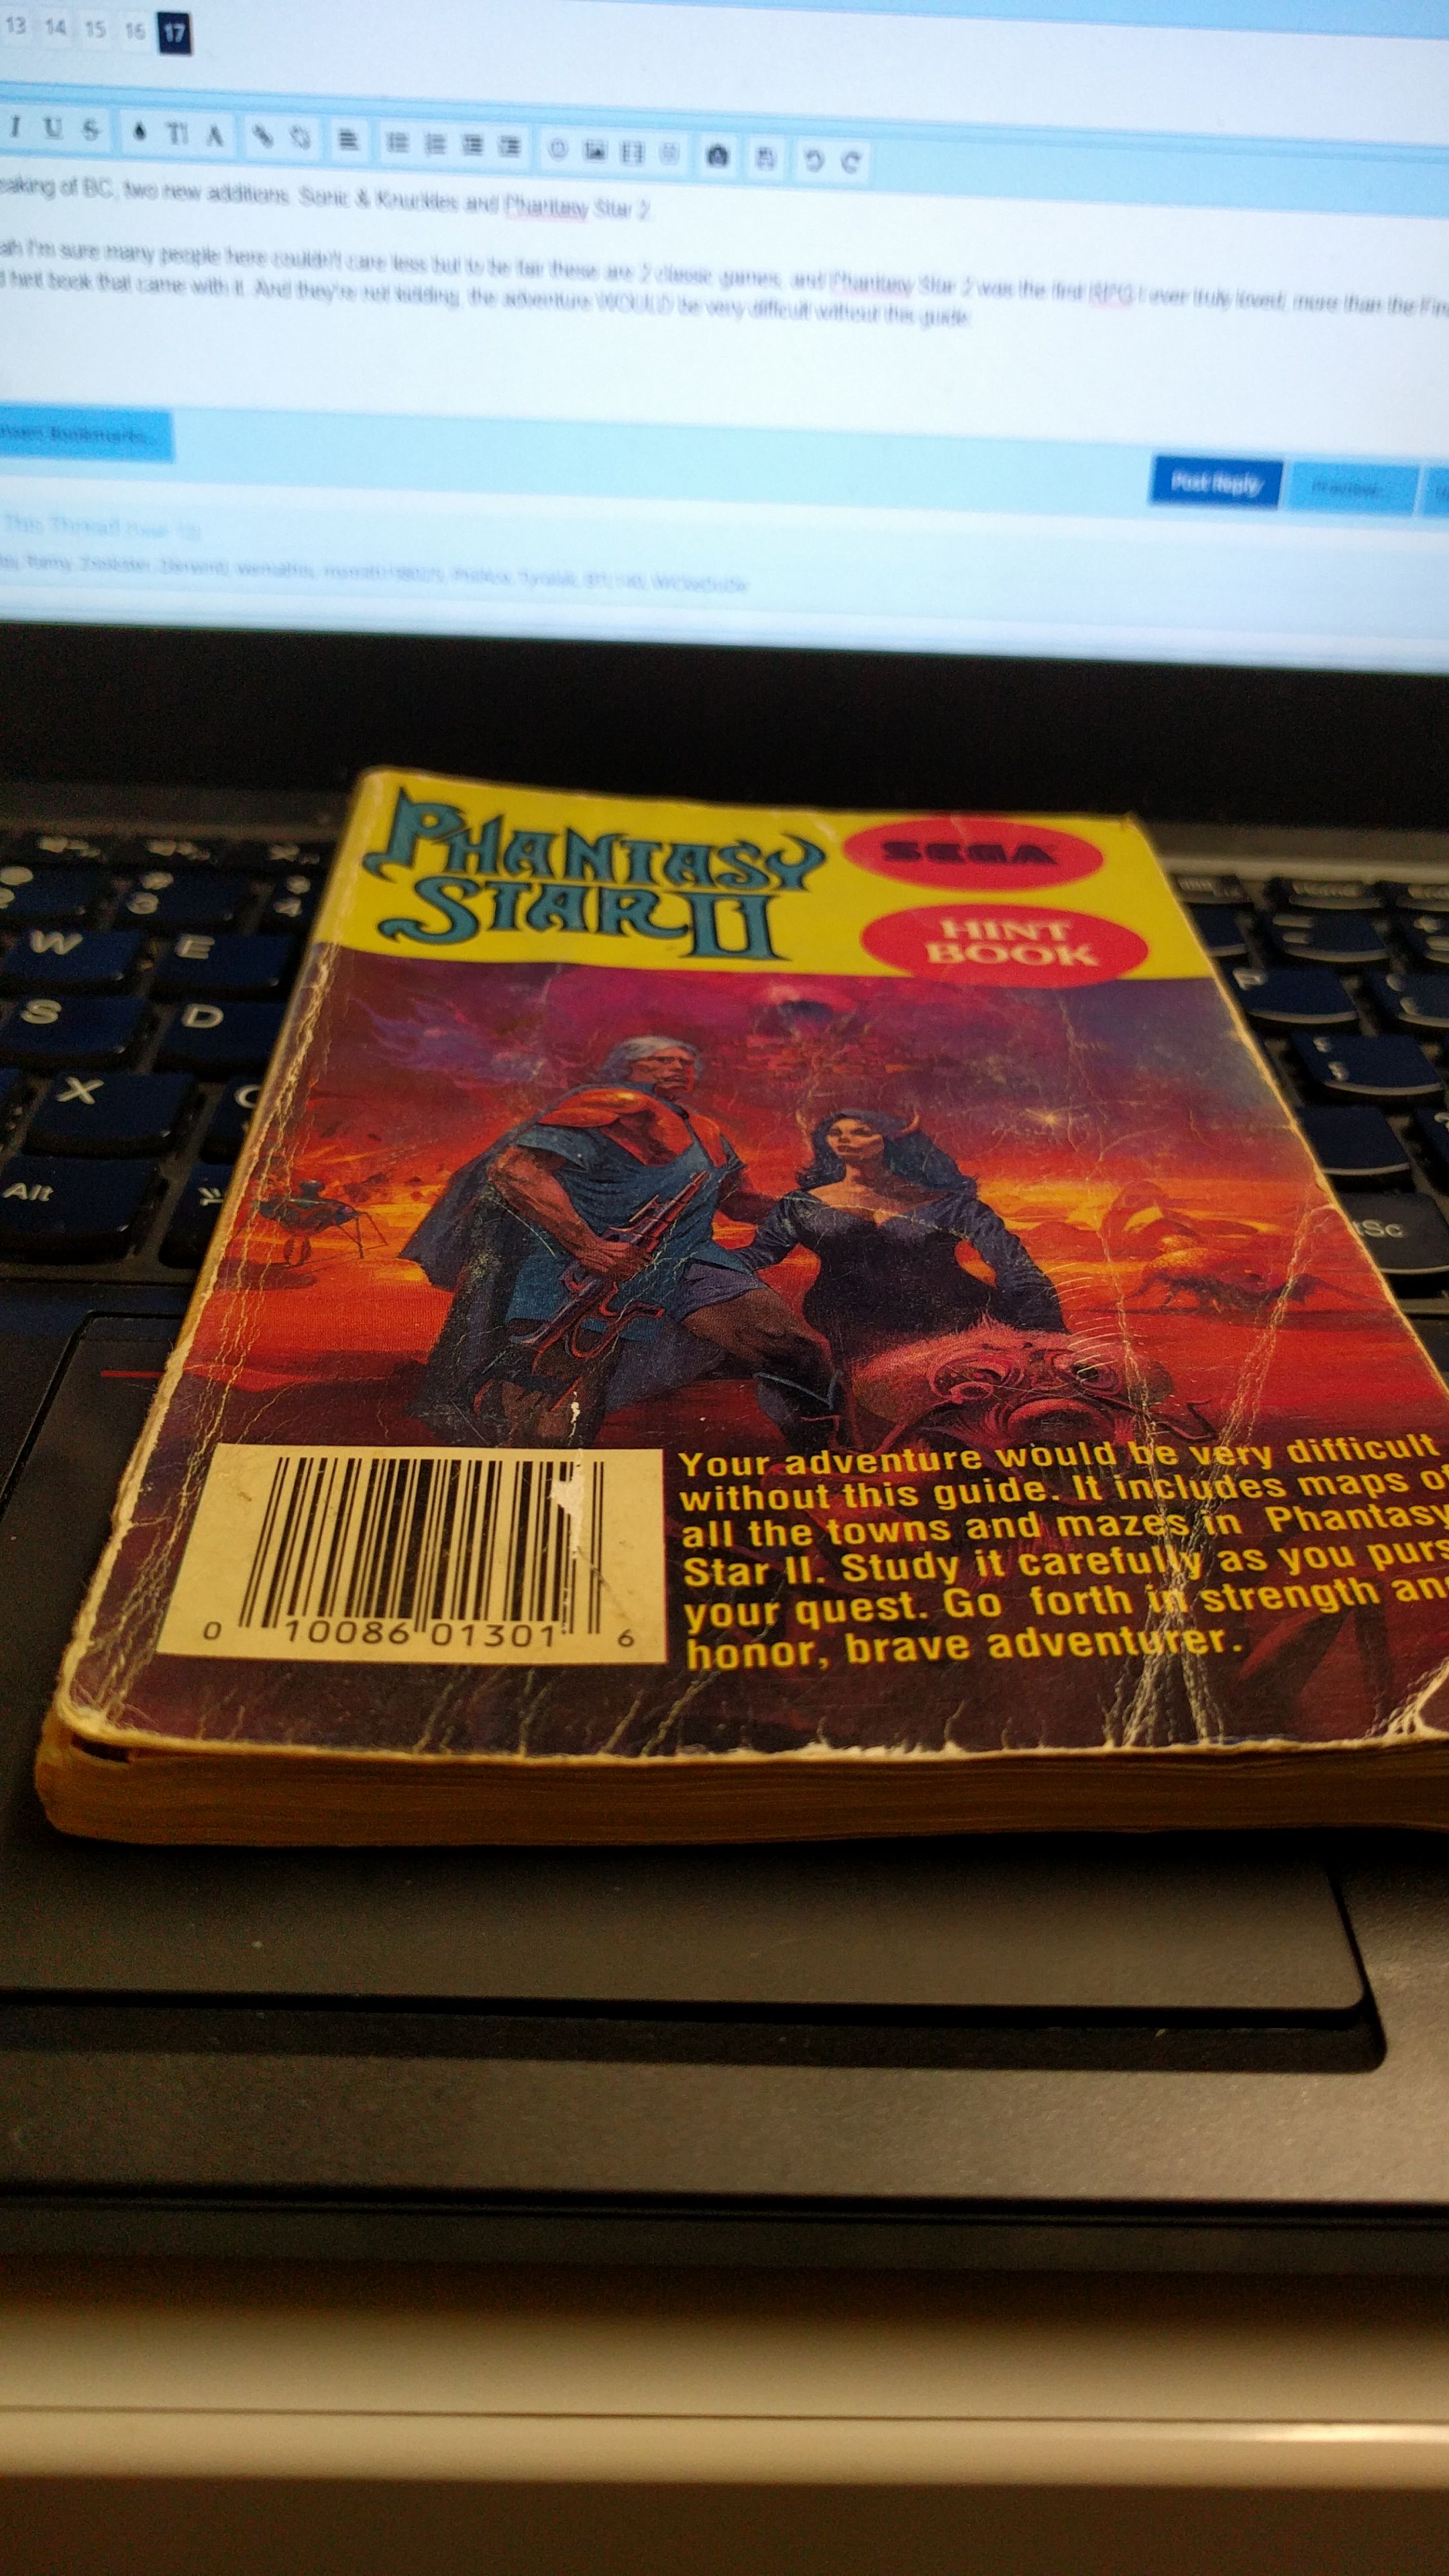 13 14 15 16 17
I U S T A
eaking of BC, two new additions. Sonic & Knuckles and Phantasy Star 2.
ah I'm sure many people here couldn't care less but to be fair these are 2 classic games, and Phantasy Star 2 was the first RPG I ever truly loved, more than the Fin
hint book that came with it. And they're not kidding, the adventure WOULD be very difficult without this guide.
Bookmarks...
Post Reply
Preview...
This Thread
PHANTASY
STAR II
SEGA
HINT
BOOK
3 4
W E
P
S D
X
Alt
tSc
Your adventure would be very difficult
without this guide. It includes maps of
all the towns and mazes in Phantasy
Star II. Study it carefully as you purs
your quest. Go forth in strength an
honor, brave adventurer.
0 10086 01301 6